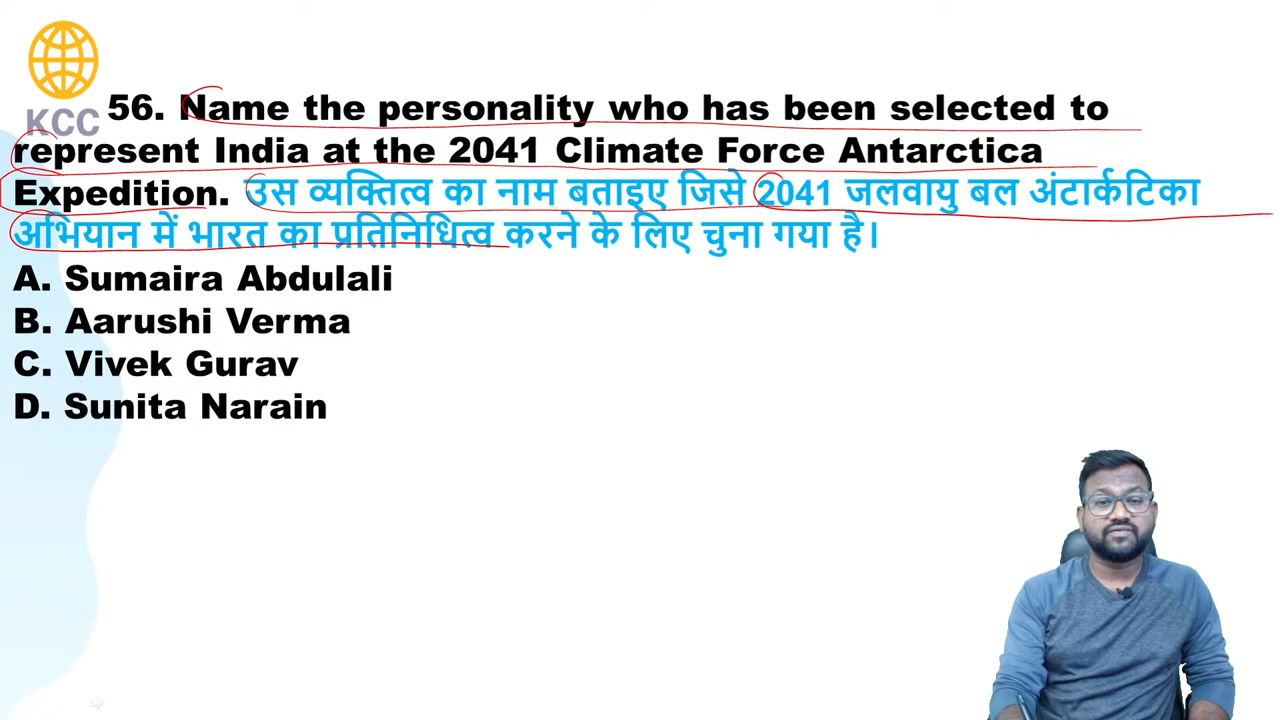 KCC
56. Name the personality who has been selected to
represent India at the 2041 Climate Force Antarctica
Expedition. उस व्यक्तित्व का नाम बताइए जिसे 2041 जलवायु बल अंटार्कटिका
अभियान में भारत का प्रतिनिधित्व करने के लिए चुना गया है।
A. Sumaira Abdulali
B. Aarushi Verma
C. Vivek Gurav
D. Sunita Narain